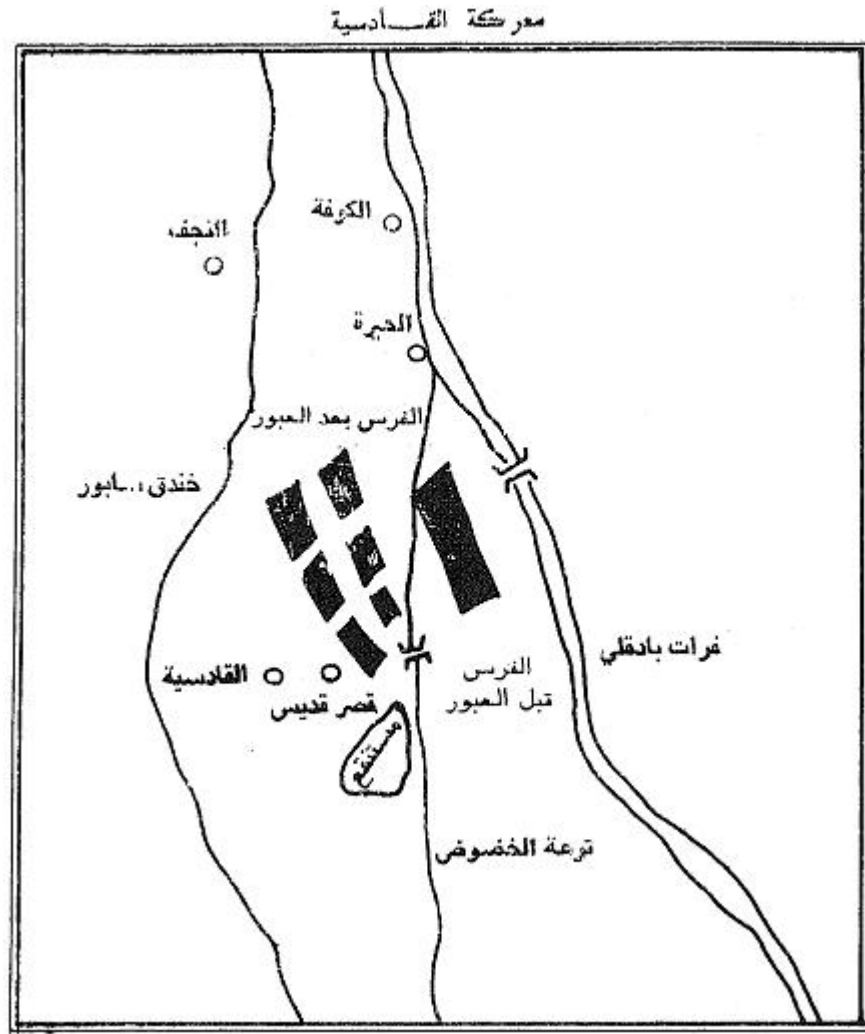 معركة القــادسية
الكوفة
النجف
الحيرة
الفرس بعد العبور
خندق سابور
فرات بادقلي
القادسية
الفرس
قبل العبور
قصر قديس
مستنقع
ترعة الخضوض